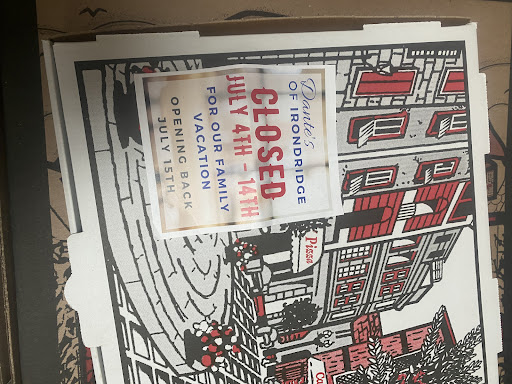 Dante's
OF IRONDRIDGE
CLOSED
JULY 4TH - 14TH
FOR OUR FAMILY
VACATION
OPENING BACK
JULY 15TH
Pizza